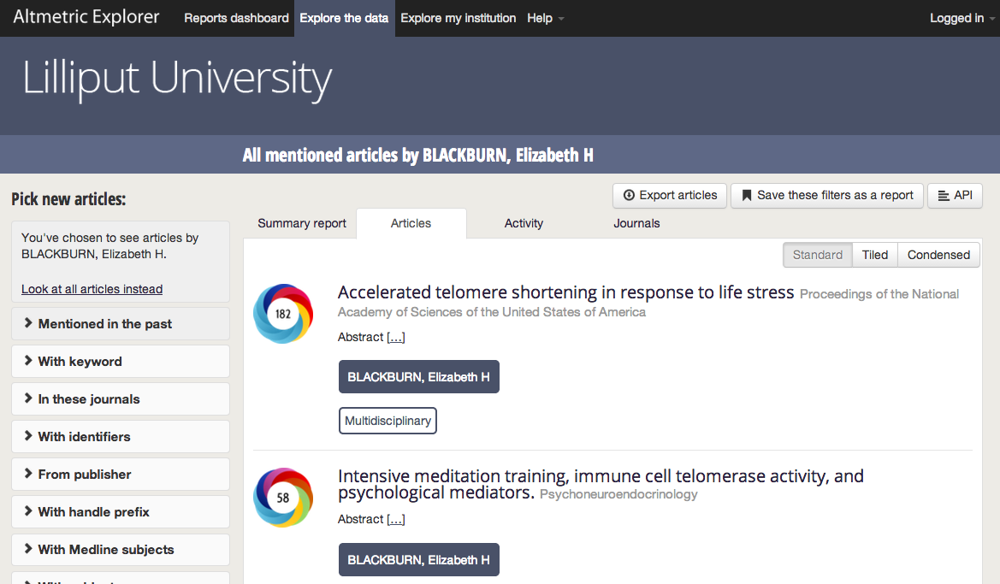 Altmetric Explorer Reports dashboard Explore the data Explore my institution Help Logged in
Lilliput University
All mentioned articles by BLACKBURN, Elizabeth H
Pick new articles:
You've chosen to see articles by
BLACKBURN, Elizabeth H.
Look at all articles instead
Mentioned in the past
With keyword
In these journals
With identifiers
From publisher
With handle prefix
With Medline subjects
Export articles Save these filters as a report API
Summary report Articles Activity Journals
Standard Tiled Condensed
182
Accelerated telomere shortening in response to life stress Proceedings of the National
Academy of Sciences of the United States of America
Abstract [...]
BLACKBURN, Elizabeth H
Multidisciplinary
58
Intensive meditation training, immune cell telomerase activity, and
psychological mediators. Psychoneuroendocrinology
Abstract [...]
BLACKBURN, Elizabeth H